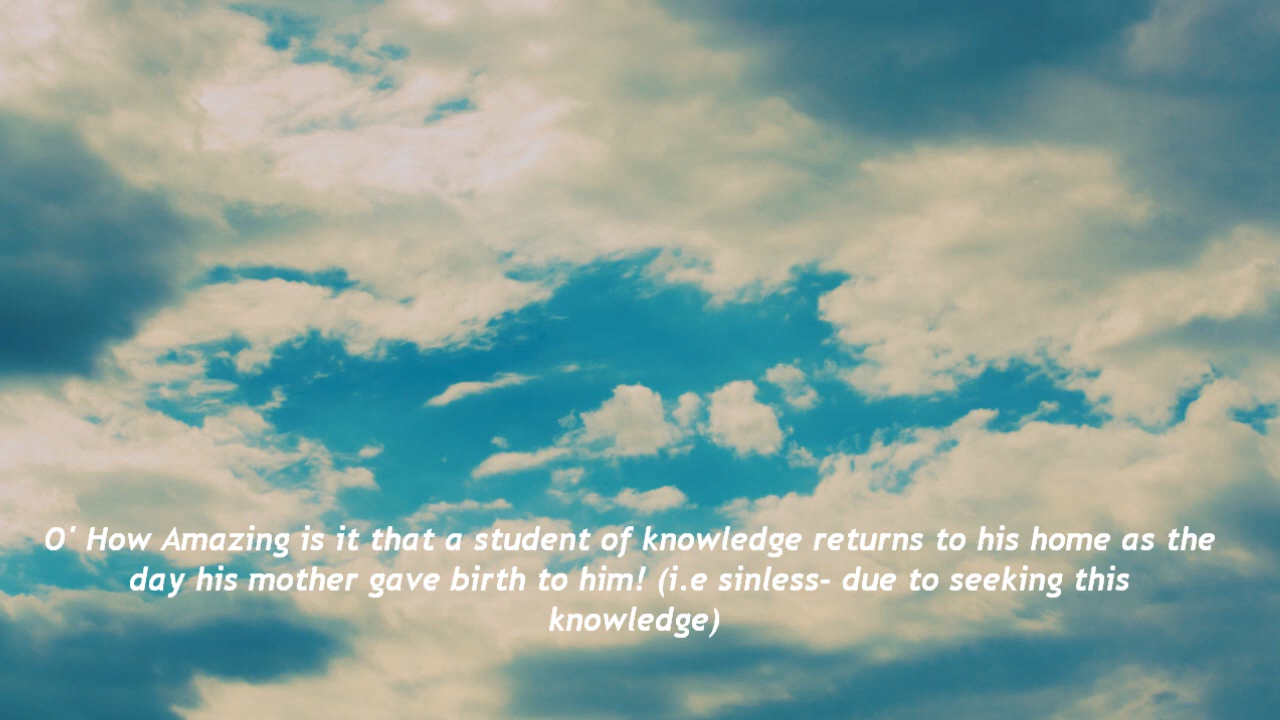 O' How Amazing is it that a student of knowledge returns to his home as the
day his mother gave birth to him! (i.e sinless- due to seeking this
knowledge)